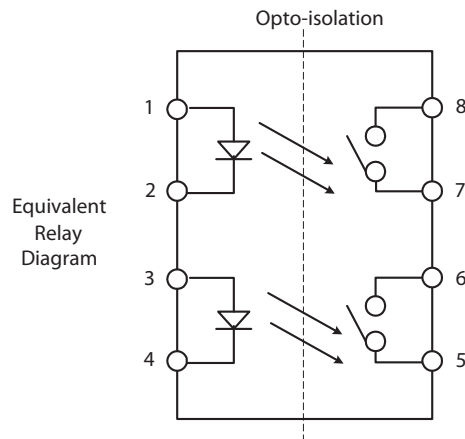 Opto-isolation
1
8
2
7
Equivalent
Relay
Diagram
3
6
4
5